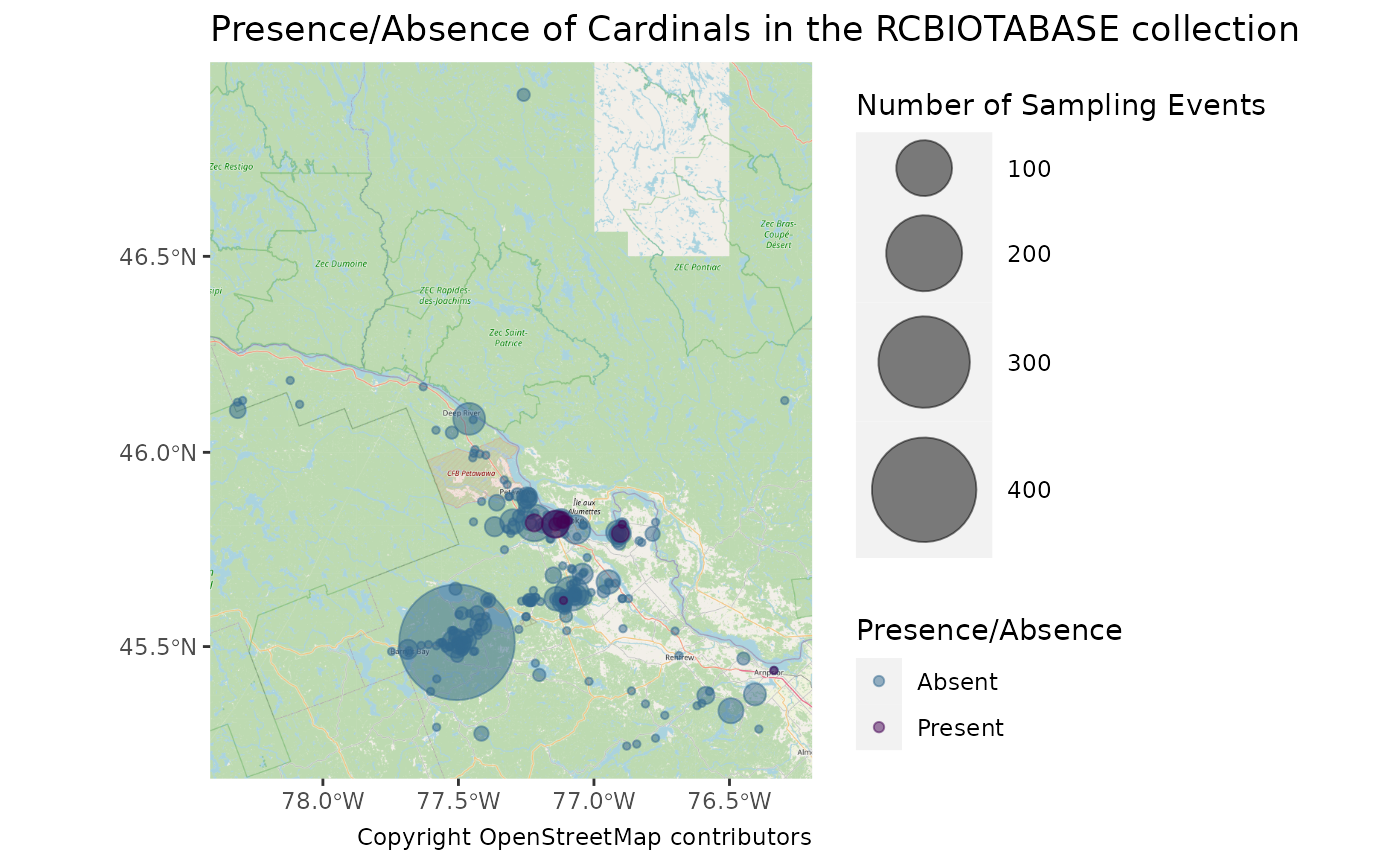 Presence/Absence of Cardinals in the RCBIOTABASE collection
Number of Sampling Events
100
200
300
400
Presence/Absence
Absent
Present
46.5°N
46.0°N
45.5°N
78.0°W
77.5°W
77.0°W
76.5°W
Zec Restigo
Zec Dumoine
ZEC Rapides-
des-Joachims
Zec Saint-
Patrice
Zec Bras-
Coupé-
Désert
ZEC Pontiac
Deep River
CFB Petawawa
Île aux
Allumettes
Renfrew
Arnprior
Copyright OpenStreetMap contributors